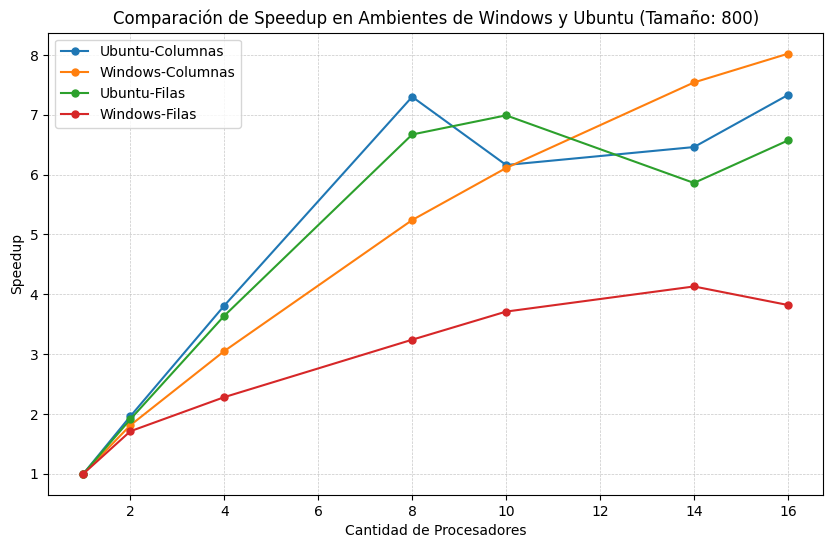 Comparación de Speedup en Ambientes de Windows y Ubuntu (Tamaño: 800)
Ubuntu-Columnas
Windows-Columnas
Ubuntu-Filas
Windows-Filas
Speedup
8
7
6
5
4
3
2
1
2 4 6 8 10 12 14 16
Cantidad de Procesadores